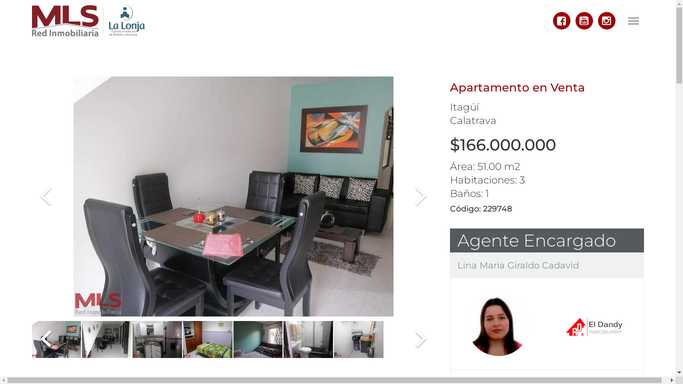 MLS
Red Inmobiliaria
La Lonja
Apartamento en Venta
Itagüí
Calatrava
$166.000.000
Área: 51.00 m2
Habitaciones: 3
Baños: 1
Código: 229748
Agente Encargado
Lina Maria Giraldo Cadavid
El Dandy
MLS
Red Inmobiliaria